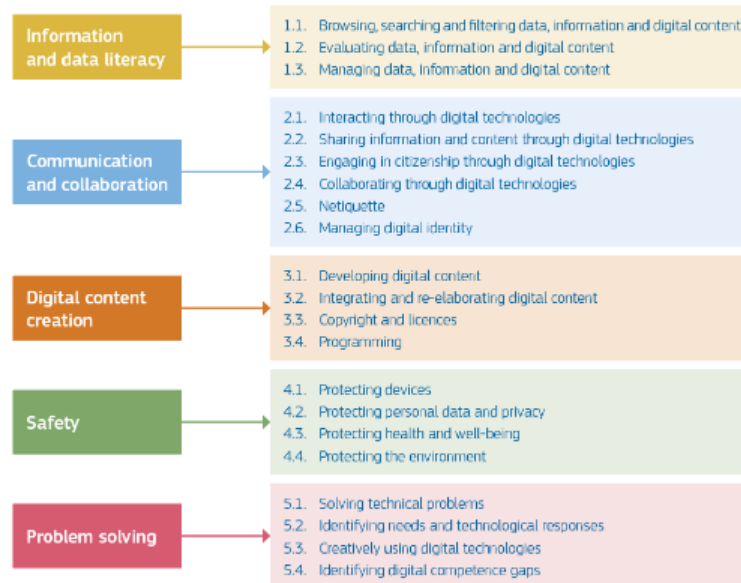 Information
and data literacy
1.1. Browsing, searching and filtering data, information and digital content
1.2. Evaluating data, information and digital content
1.3. Managing data, information and digital content
Communication
and collaboration
2.1. Interacting through digital technologies
2.2. Sharing information and content through digital technologies
2.3. Engaging in citizenship through digital technologies
2.4. Collaborating through digital technologies
2.5. Netiquette
2.6. Managing digital identity
Digital content
creation
3.1. Developing digital content
3.2. Integrating and re-elaborating digital content
3.3. Copyright and licences
3.4. Programming
Safety
4.1. Protecting devices
4.2. Protecting personal data and privacy
4.3. Protecting health and well-being
4.4. Protecting the environment
Problem solving
5.1. Solving technical problems
5.2. Identifying needs and technological responses
5.3. Creatively using digital technologies
5.4. Identifying digital competence gaps